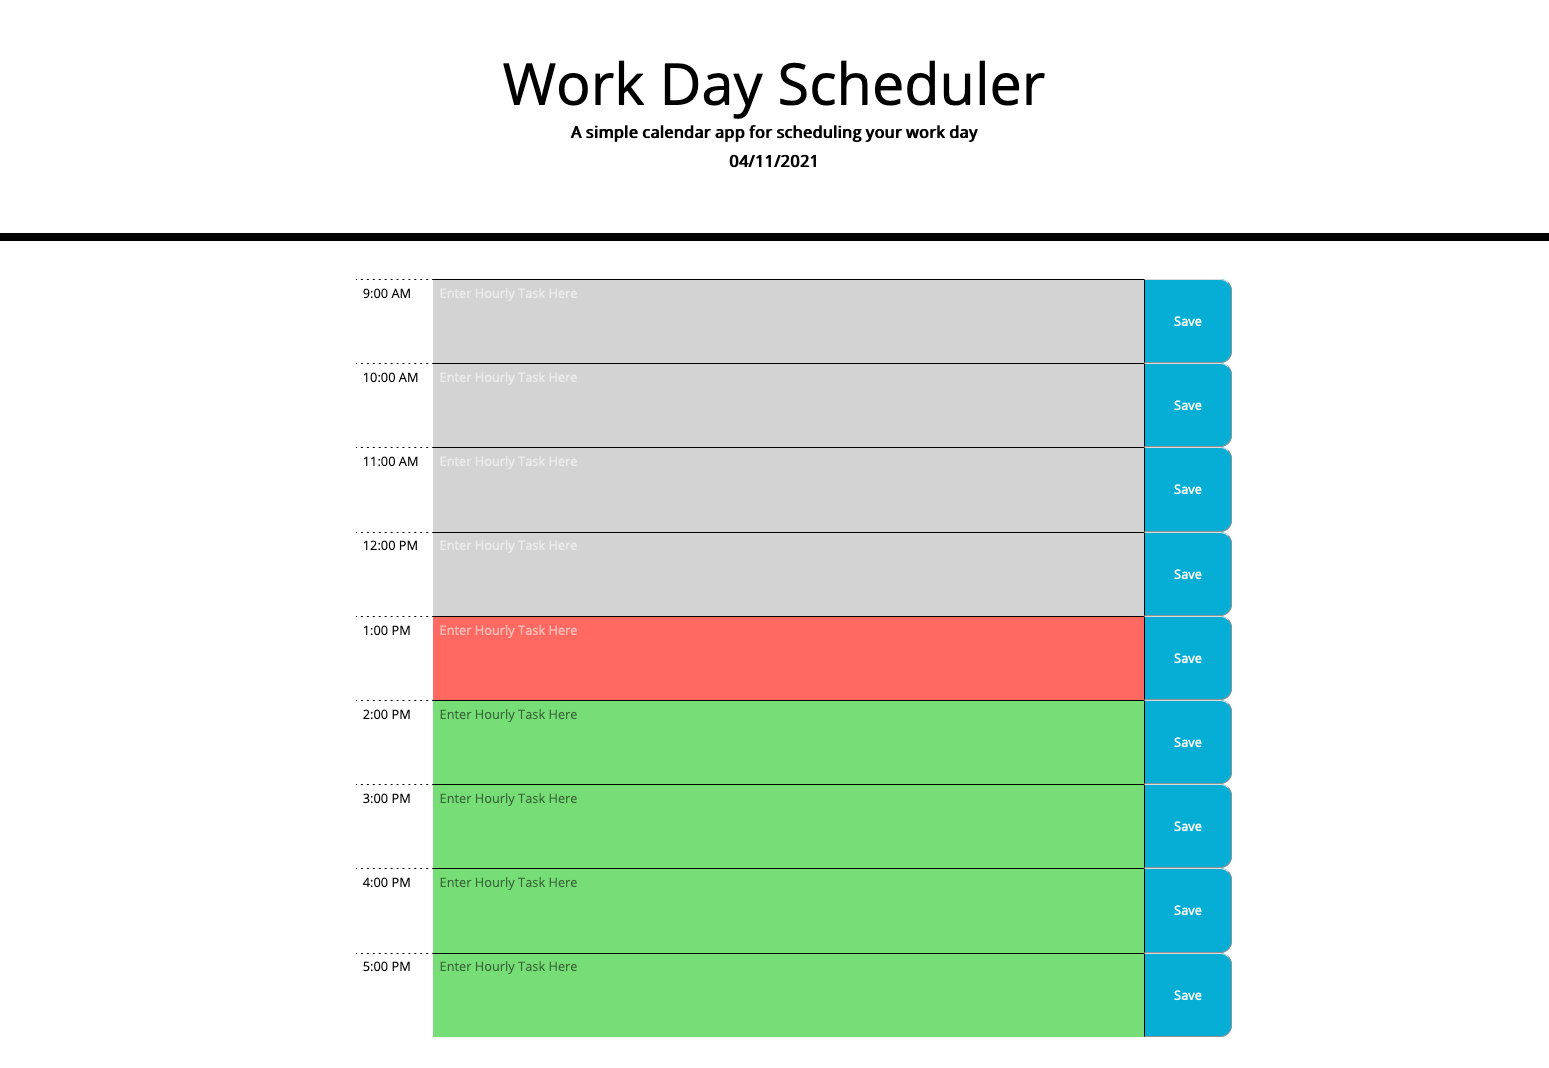 Work Day Scheduler
A simple calendar app for scheduling your work day
04/11/2021
9:00 AM Enter Hourly Task Here Save
10:00 AM Enter Hourly Task Here Save
11:00 AM Enter Hourly Task Here Save
12:00 PM Enter Hourly Task Here Save
1:00 PM Enter Hourly Task Here Save
2:00 PM Enter Hourly Task Here Save
3:00 PM Enter Hourly Task Here Save
4:00 PM Enter Hourly Task Here Save
5:00 PM Enter Hourly Task Here Save